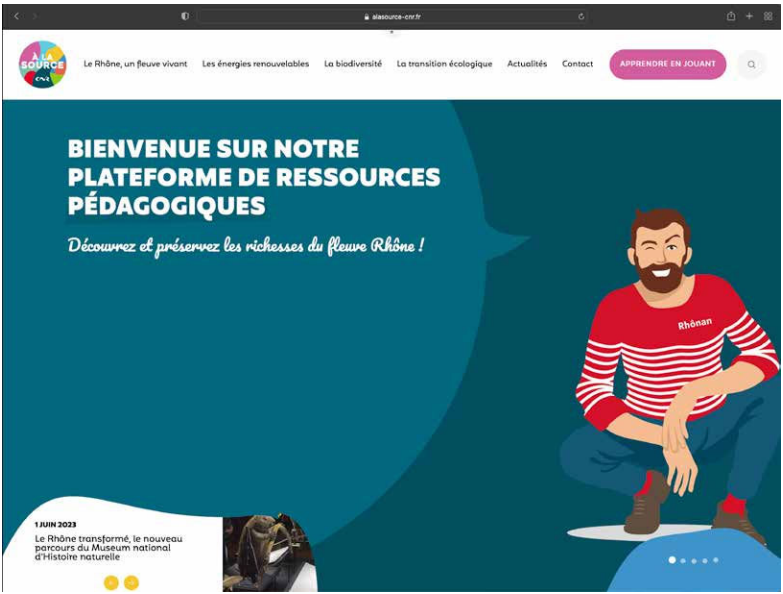 alasource-cnr.fr
À LA
SOURCE
cnr
Le Rhône, un fleuve vivant
Les énergies renouvelables
La biodiversité
La transition écologique
Actualités
Contact
APPRENDRE EN JOUANT
BIENVENUE SUR NOTRE
PLATEFORME DE RESSOURCES
PÉDAGOGIQUES
Découvrez et préservez les richesses du fleuve Rhône !
Rhônan
1 JUIN 2023
Le Rhône transformé, le nouveau
parcours du Museum national
d'Histoire naturelle